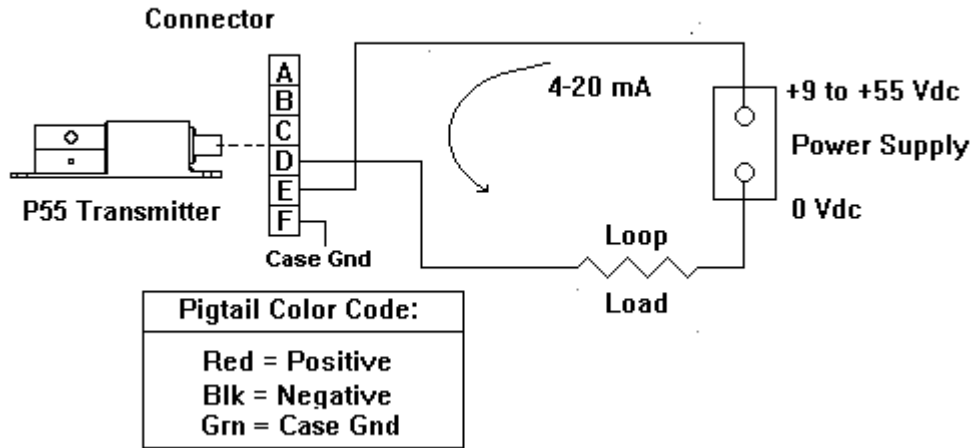 Connector
A
B
C
D
E
F
4-20 mA
+9 to +55 Vdc
Power Supply
0 Vdc
P55 Transmitter
Case Gnd
Loop
Load
Pigtail Color Code:
Red = Positive
Blk = Negative
Grn = Case Gnd